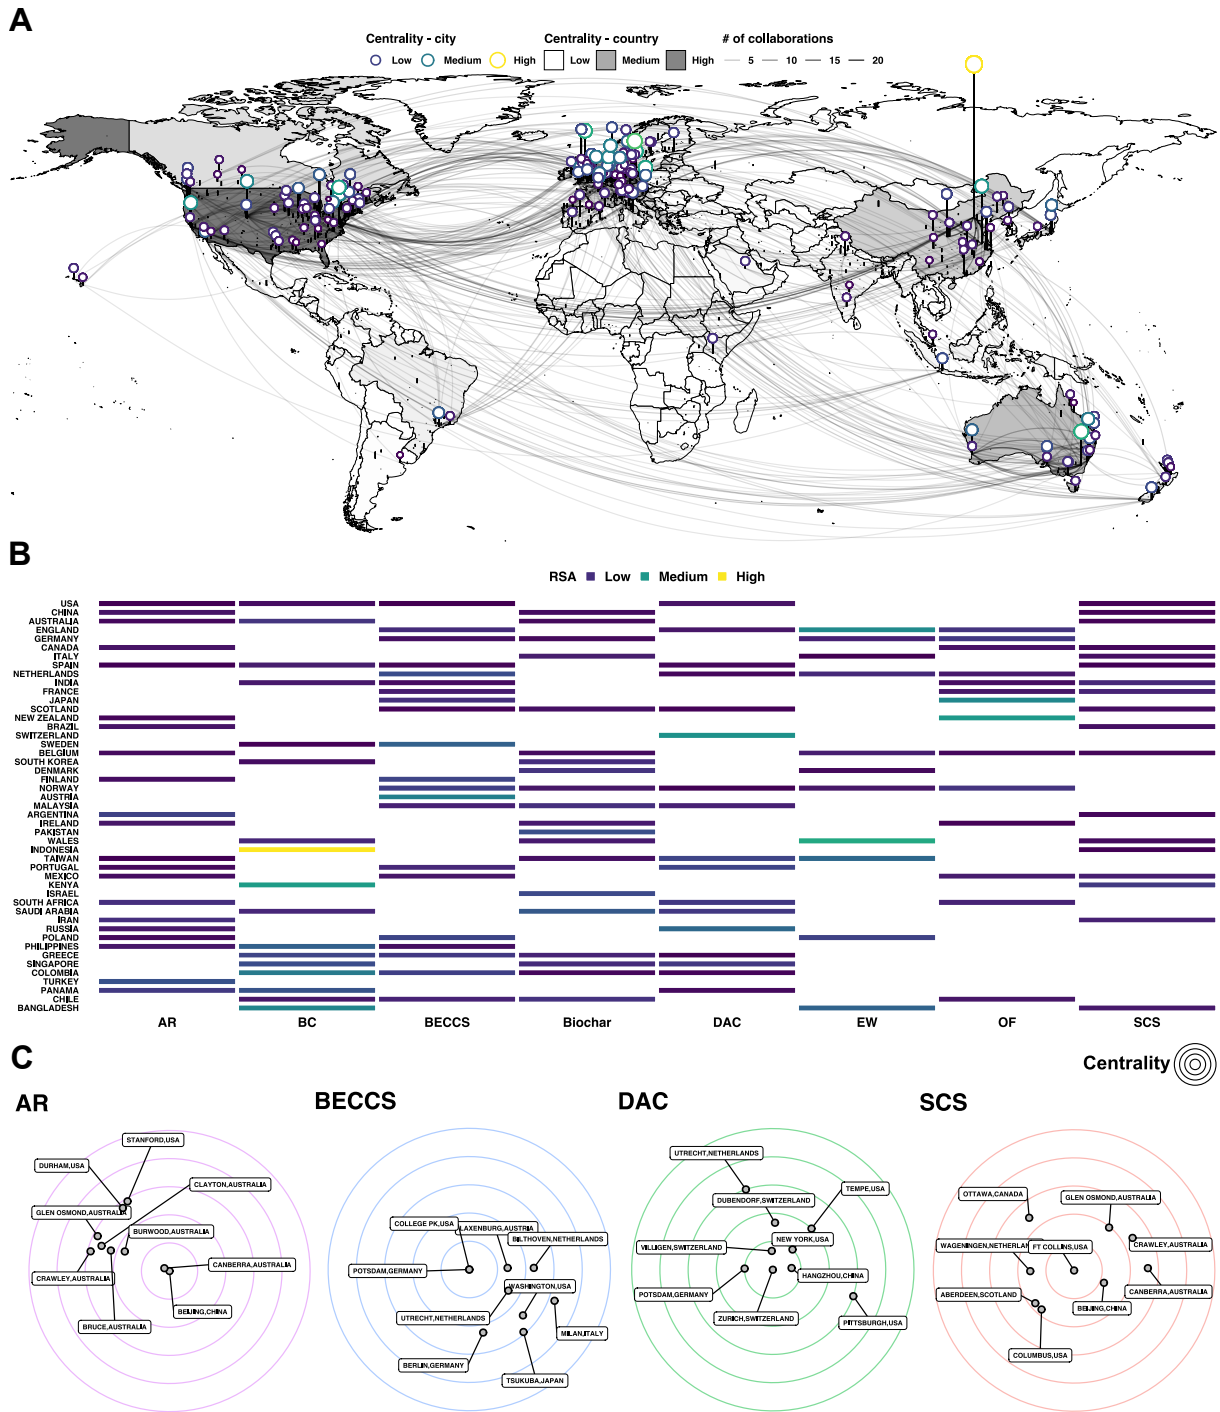 A
Centrality - city
Low Medium High
Centrality - country
Low Medium High
# of collaborations
5 10 15 20
B
RSA Low Medium High
USA
CHINA
AUSTRALIA
ENGLAND
GERMANY
CANADA
ITALY
SPAIN
NETHERLANDS
INDIA
FRANCE
JAPAN
SCOTLAND
NEW ZEALAND
BRAZIL
SWITZERLAND
SWEDEN
BELGIUM
SOUTH KOREA
DENMARK
FINLAND
NORWAY
AUSTRIA
MALAYSIA
ARGENTINA
IRELAND
PAKISTAN
WALES
INDONESIA
TAIWAN
PORTUGAL
MEXICO
KENYA
ISRAEL
SOUTH AFRICA
SAUDI ARABIA
IRAN
RUSSIA
POLAND
PHILIPPINES
GREECE
SINGAPORE
COLOMBIA
TURKEY
PANAMA
CHILE
BANGLADESH
AR BC BECCS Biochar DAC EW OF SCS
C
Centrality
AR
STANFORD,USA
DURHAM,USA
CLAYTON,AUSTRALIA
GLEN OSMOND,AUSTRALIA
BURWOOD,AUSTRALIA
CANBERRA,AUSTRALIA
CRAWLEY,AUSTRALIA
BEIJING,CHINA
BRUCE,AUSTRALIA
BECCS
COLLEGE PK,USA
LAXENBURG,AUSTRIA
BILTHOVEN,NETHERLANDS
POTSDAM,GERMANY
WASHINGTON,USA
UTRECHT,NETHERLANDS
MILAN,ITALY
BERLIN,GERMANY
TSUKUBA,JAPAN
DAC
UTRECHT,NETHERLANDS
TEMPE,USA
DUBENDORF,SWITZERLAND
NEW YORK,USA
VILLIGEN,SWITZERLAND
HANGZHOU,CHINA
POTSDAM,GERMANY
ZURICH,SWITZERLAND
PITTSBURGH,USA
SCS
OTTAWA,CANADA
GLEN OSMOND,AUSTRALIA
WAGENINGEN,NETHERLANDS
FT COLLINS,USA
CRAWLEY,AUSTRALIA
CANBERRA,AUSTRALIA
ABERDEEN,SCOTLAND
BEIJING,CHINA
COLUMBUS,USA